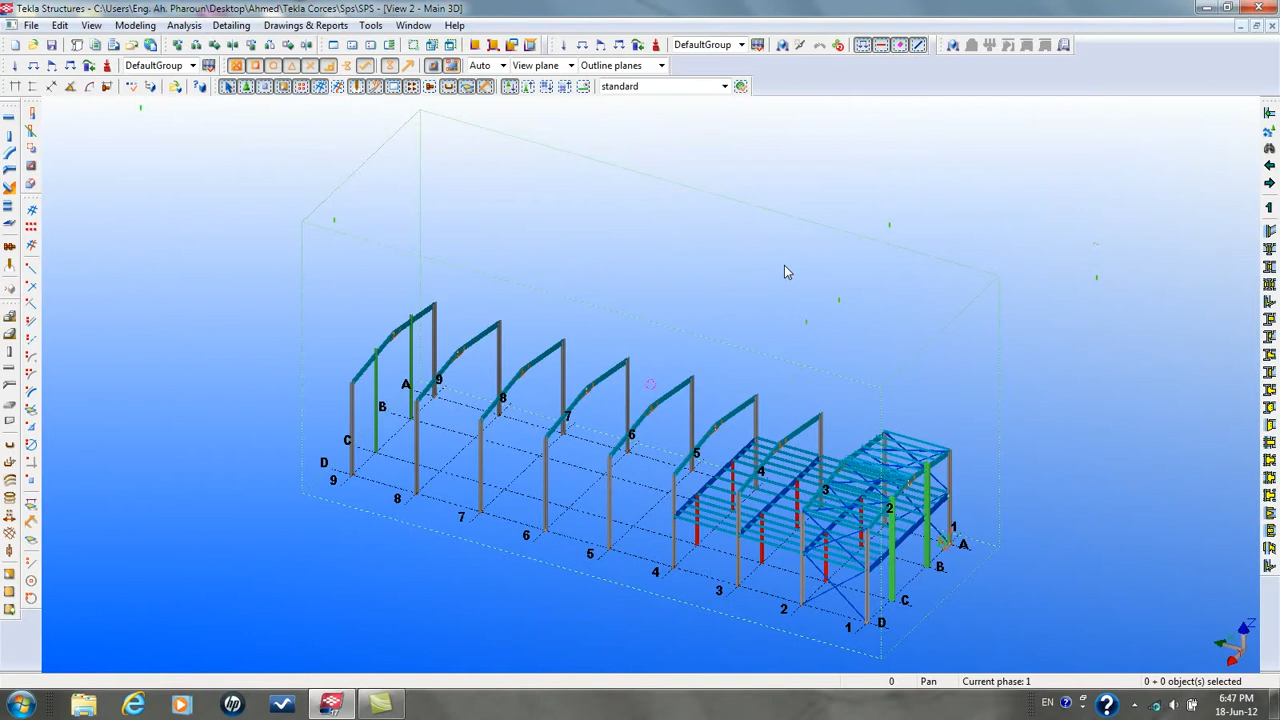 Tekla Structures - C:\Users\Eng. Ah. Pharoun\Desktop\Ahmed\Tekla Corces\Sps\SPS - [View 2 - Main 3D]
File Edit View Modeling Analysis Detailing Drawings & Reports Tools Window Help
DefaultGroup
DefaultGroup Auto View plane Outline planes
standard
A 9
B 8
C 7
D 6
9 5
8 4
7 3
6 2
5 1
4 A
3 B
2 C
1 D
Z
0 Pan Current phase: 1 0 + 0 object(s) selected
EN 6:47 PM
18-Jun-12